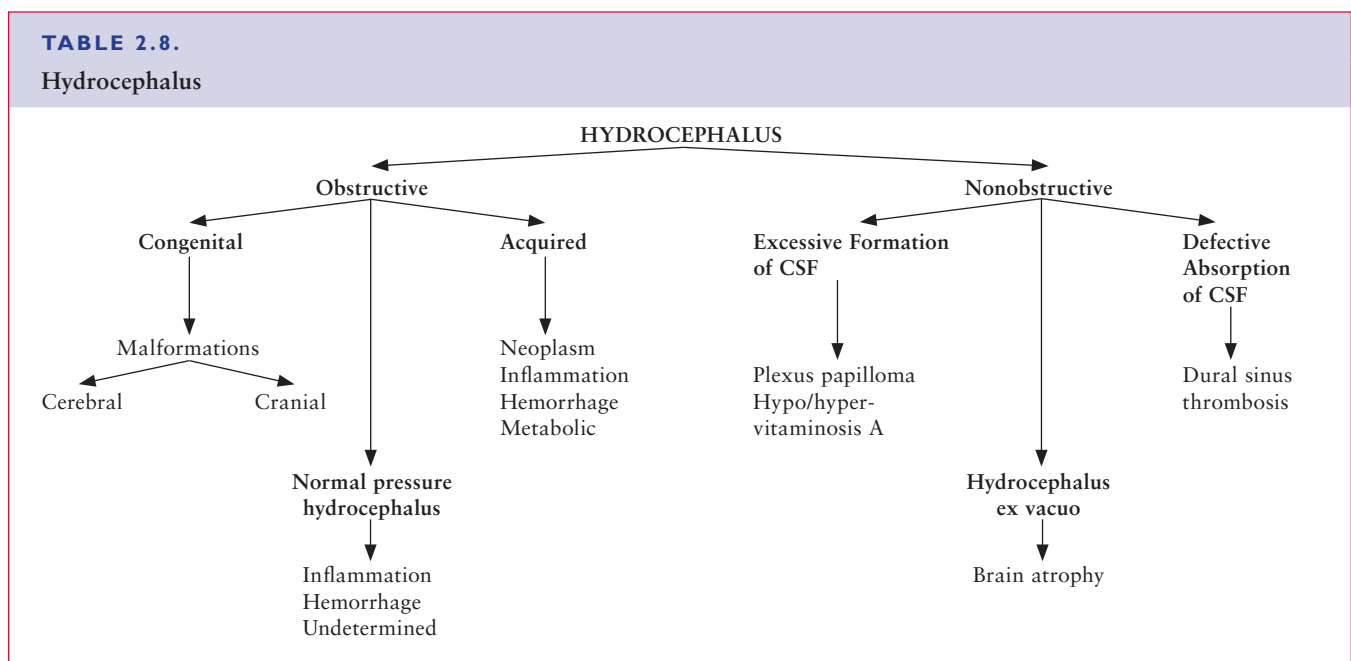 TABLE 2.8.
Hydrocephalus
HYDROCEPHALUS
Obstructive
Nonobstructive
Congenital
Acquired
Excessive Formation
of CSF
Defective
Absorption
of CSF
Malformations
Cerebral
Cranial
Neoplasm
Inflammation
Hemorrhage
Metabolic
Plexus papilloma
Hypo/hyper-
vitaminosis A
Dural sinus
thrombosis
Normal pressure
hydrocephalus
Hydrocephalus
ex vacuo
Inflammation
Hemorrhage
Undetermined
Brain atrophy